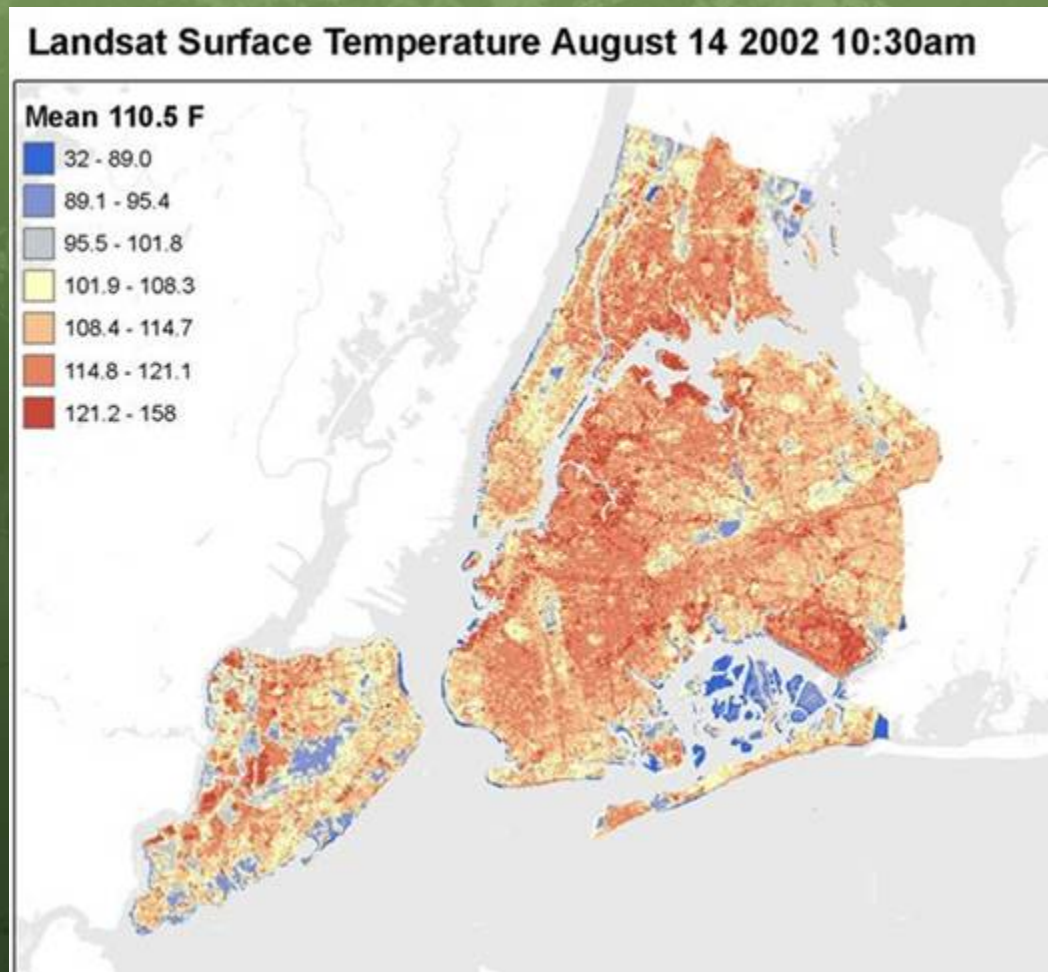 Landsat Surface Temperature August 14 2002 10:30am
Mean 110.5 F
32 - 89.0
89.1 - 95.4
95.5 - 101.8
101.9 - 108.3
108.4 - 114.7
114.8 - 121.1
121.2 - 158